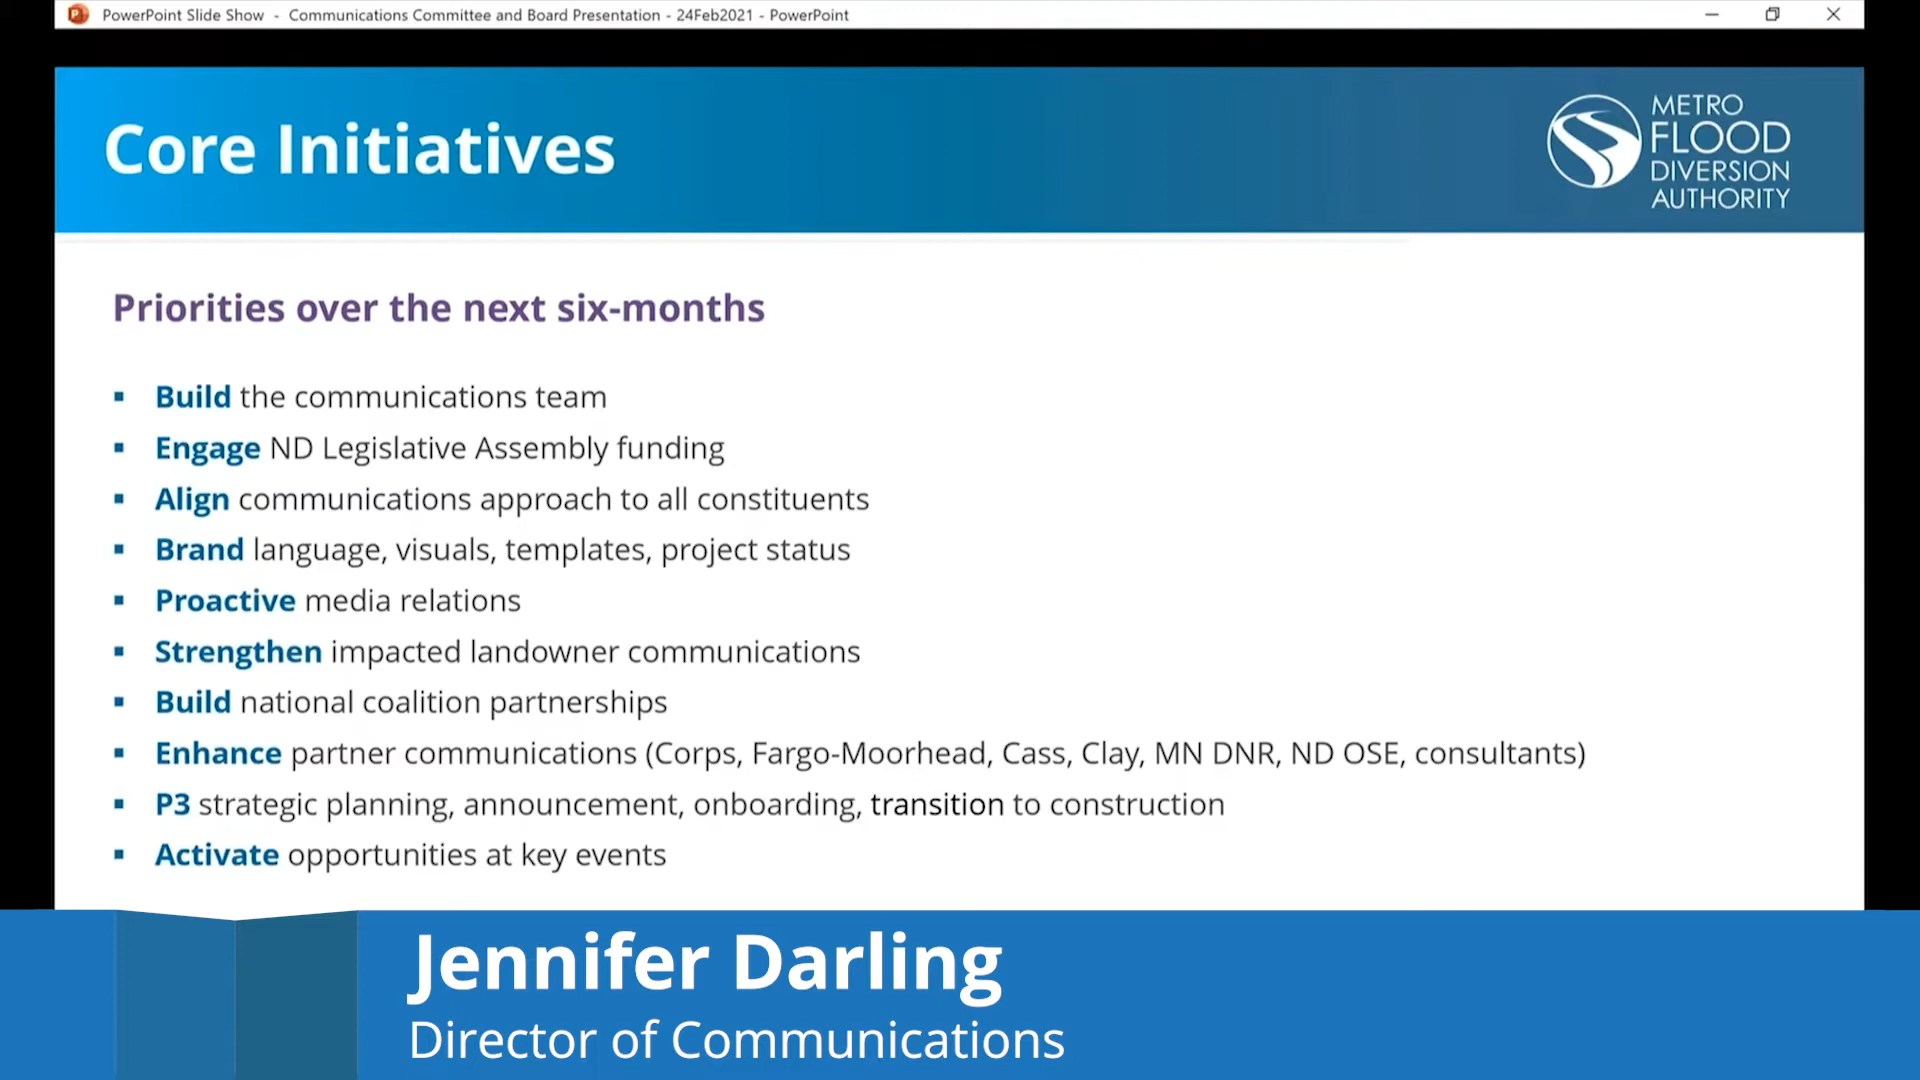 PowerPoint Slide Show - Communications Committee and Board Presentation - 24Feb2021 - PowerPoint
Core Initiatives
METRO
FLOOD
DIVERSION
AUTHORITY
Priorities over the next six-months
▪ Build the communications team
▪ Engage ND Legislative Assembly funding
▪ Align communications approach to all constituents
▪ Brand language, visuals, templates, project status
▪ Proactive media relations
▪ Strengthen impacted landowner communications
▪ Build national coalition partnerships
▪ Enhance partner communications (Corps, Fargo-Moorhead, Cass, Clay, MN DNR, ND OSE, consultants)
▪ P3 strategic planning, announcement, onboarding, transition to construction
▪ Activate opportunities at key events
Jennifer Darling
Director of Communications